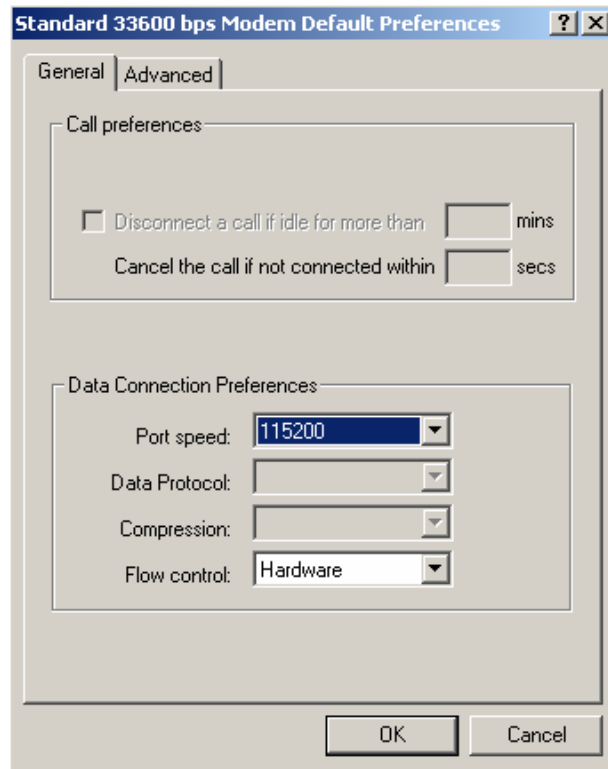 Standard 33600 bps Modem Default Preferences
General Advanced
Call preferences
Disconnect a call if idle for more than mins
Cancel the call if not connected within secs
Data Connection Preferences
Port speed: 115200
Data Protocol:
Compression:
Flow control: Hardware
OK Cancel